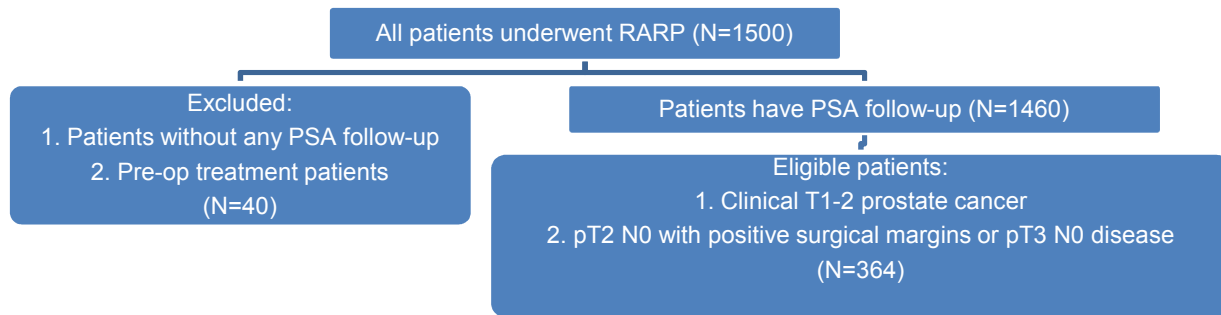 All patients underwent RARP (N=1500)
Excluded:
1. Patients without any PSA follow-up
2. Pre-op treatment patients
(N=40)
Patients have PSA follow-up (N=1460)
Eligible patients:
1. Clinical T1-2 prostate cancer
2. pT2 N0 with positive surgical margins or pT3 N0 disease
(N=364)